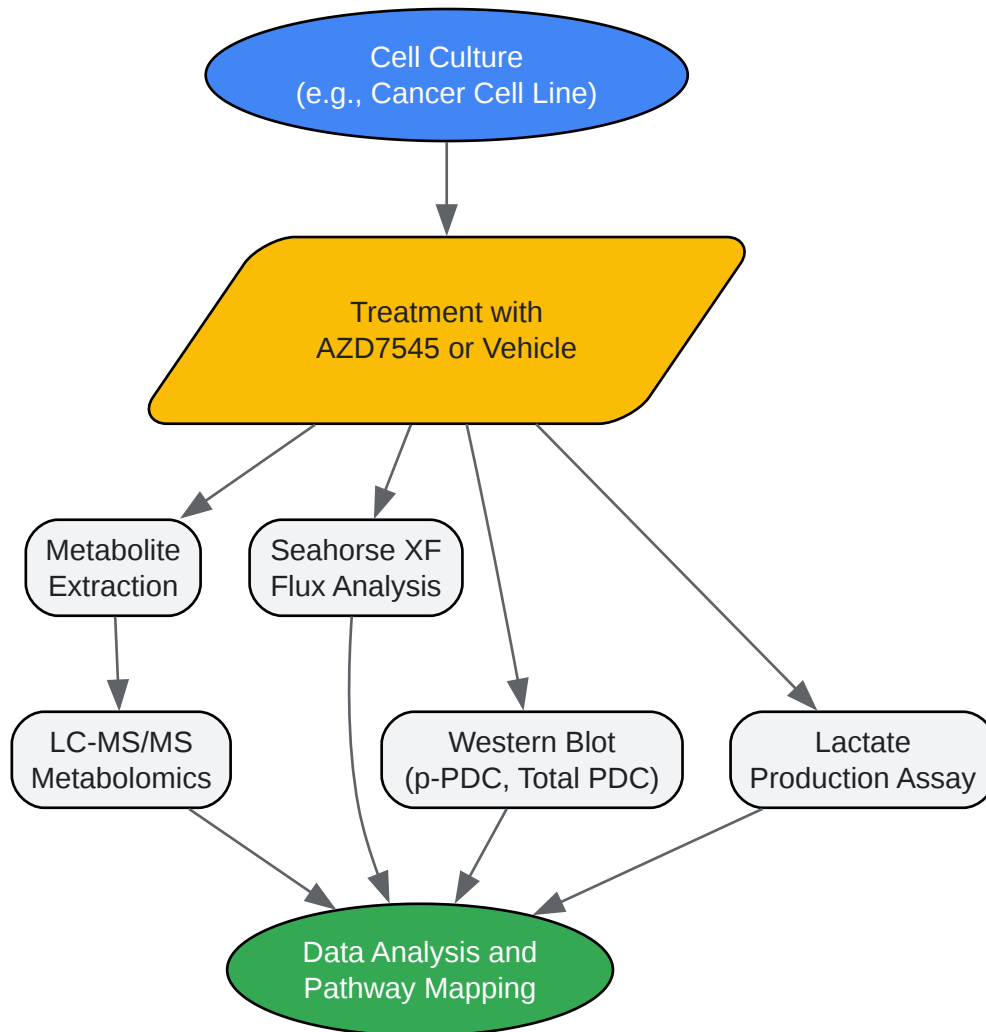 Cell Culture
(e.g., Cancer Cell Line)
Treatment with
AZD7545 or Vehicle
Metabolite
Extraction
Seahorse XF
Flux Analysis
LC-MS/MS
Metabolomics
Western Blot
(p-PDC, Total PDC)
Lactate
Production Assay
Data Analysis and
Pathway Mapping